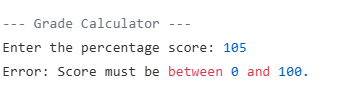 --- Grade Calculator ---
Enter the percentage score: 105
Error: Score must be between 0 and 100.